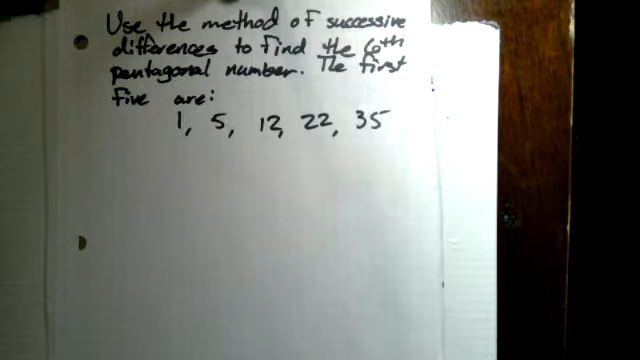 Use the method of successive
differences to find the 6th
pentagonal number. The first
five are:
1, 5, 12, 22, 35